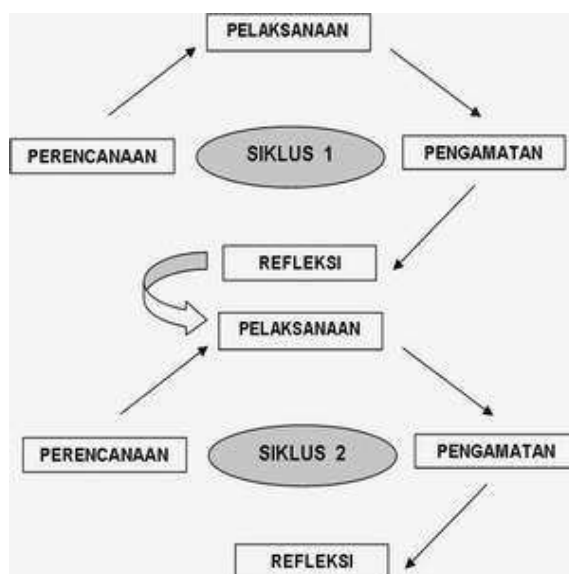 PELAKSANAAN
PERENCANAAN
SIKLUS 1
PENGAMATAN
REFLEKSI
PELAKSANAAN
PERENCANAAN
SIKLUS 2
PENGAMATAN
REFLEKSI